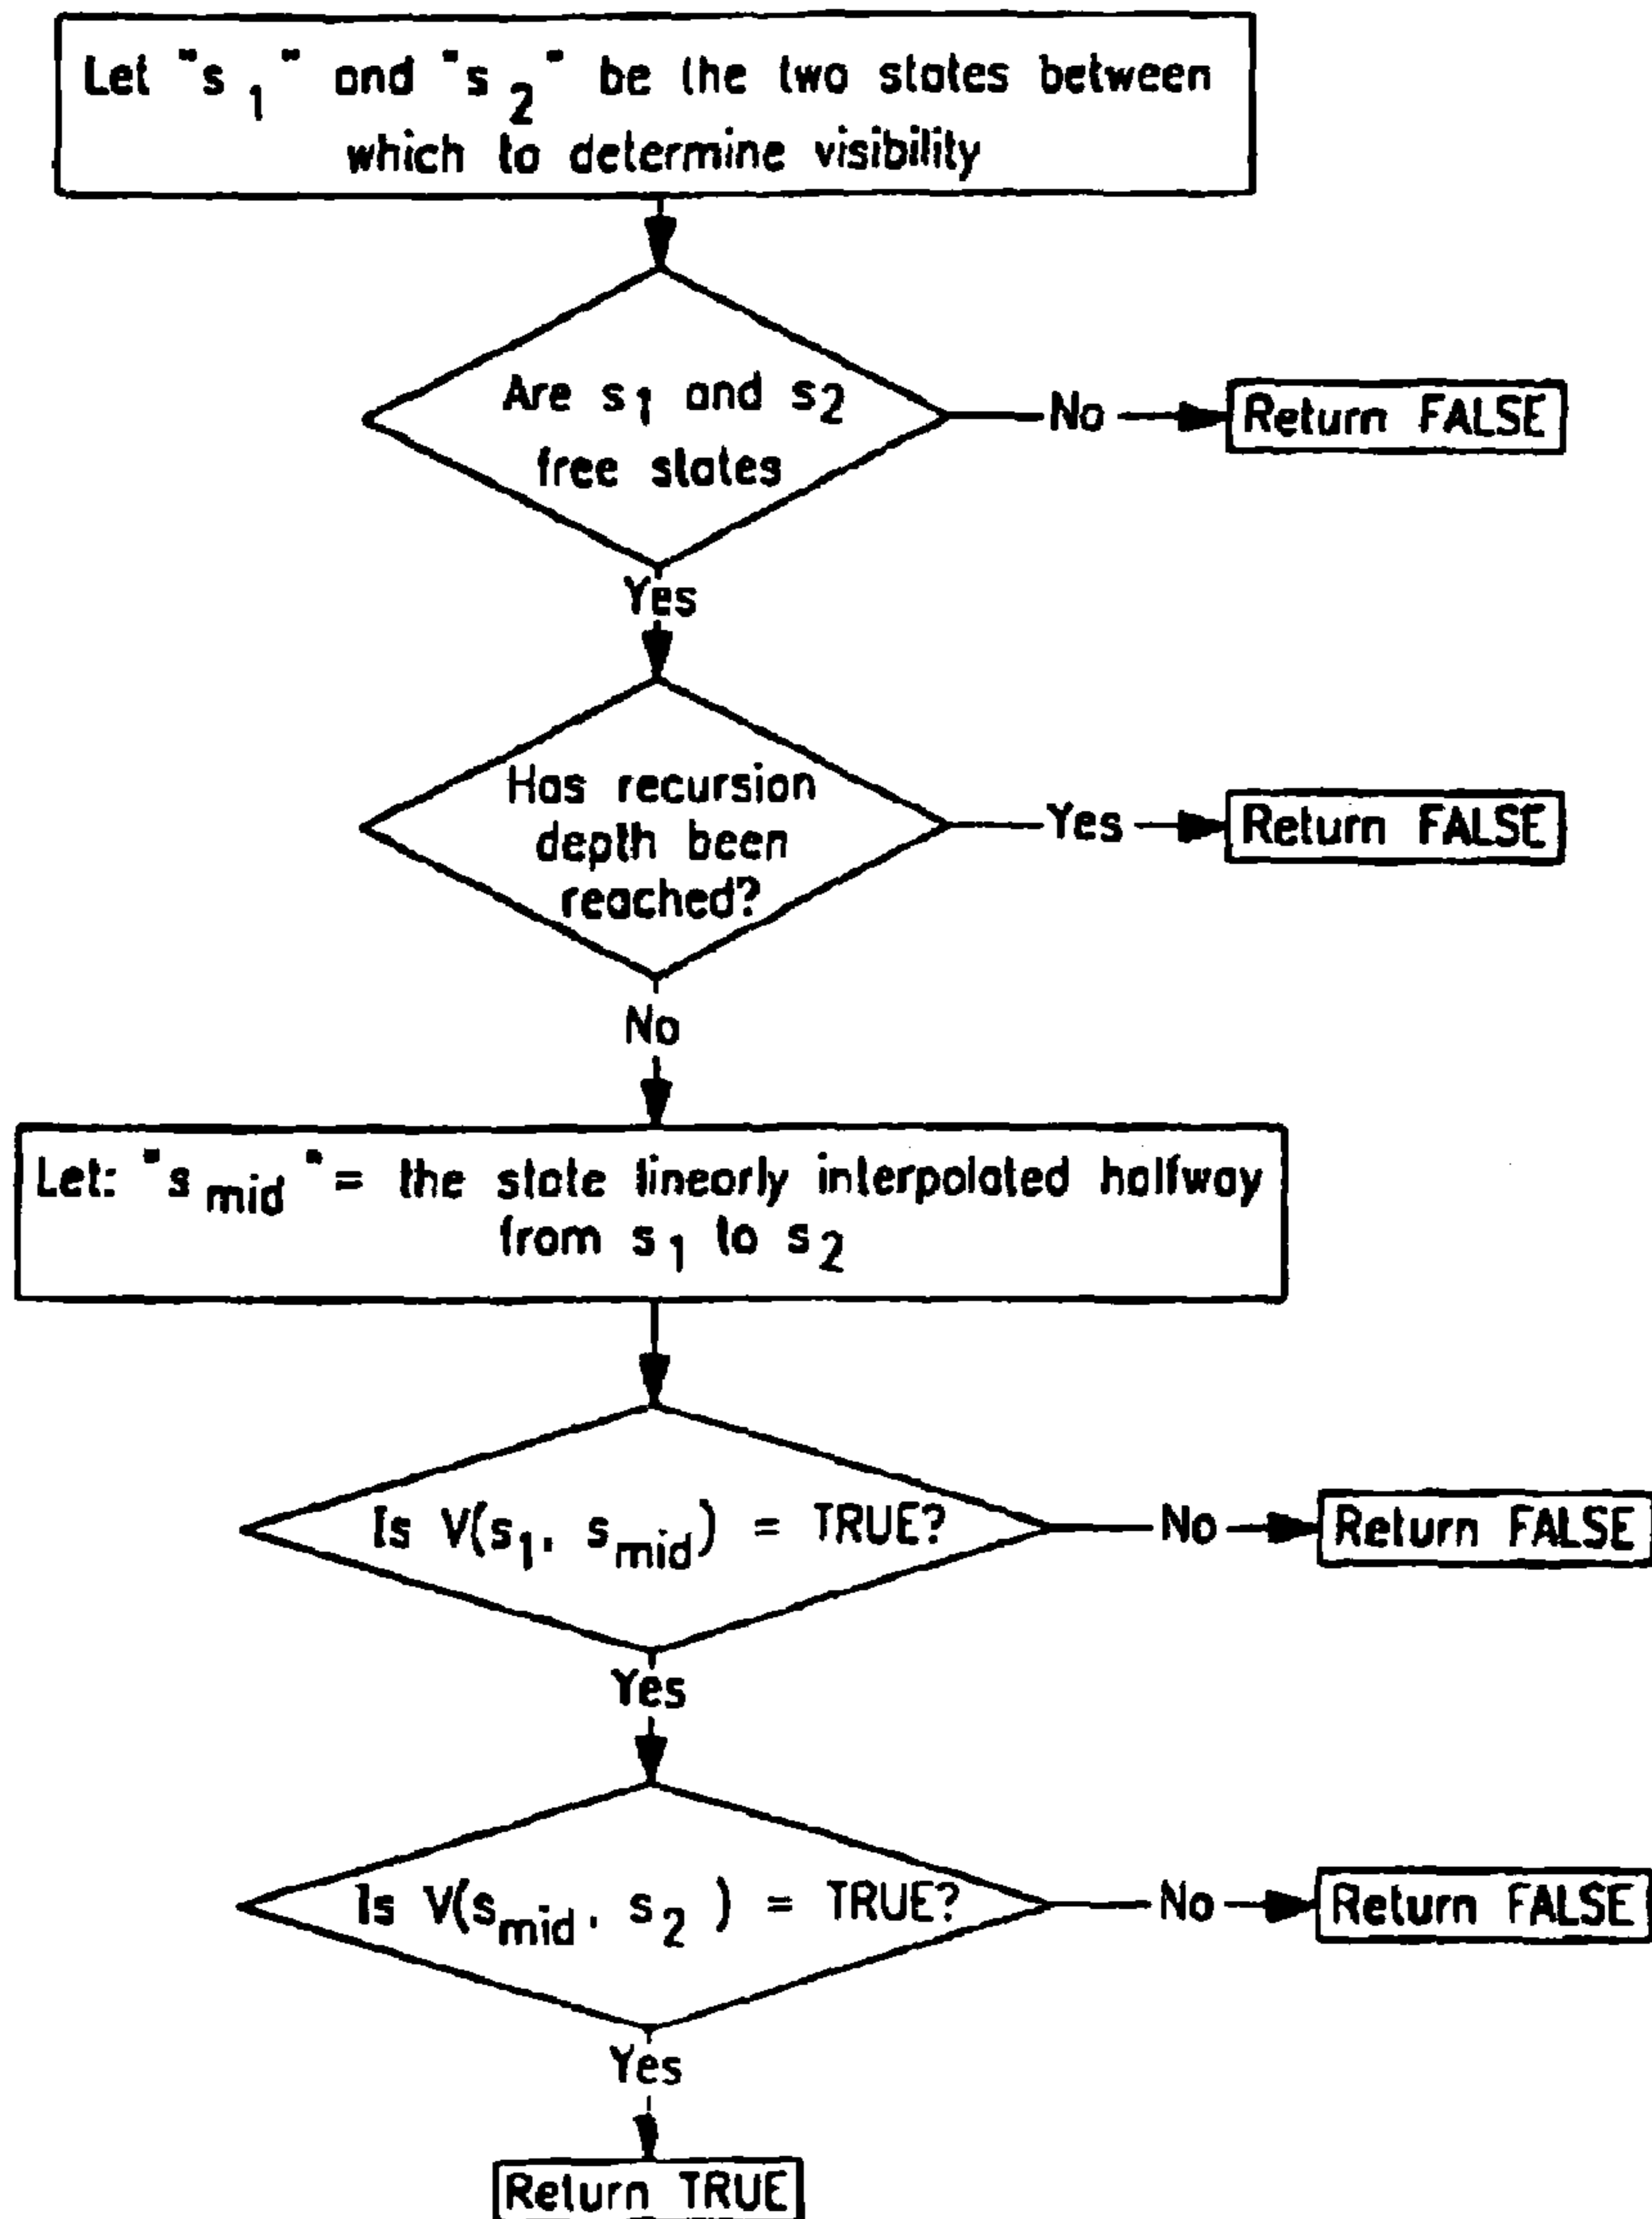 Let "s 1" and "s 2" be the two states between
which to determine visibility
Are s1 and s2
free states
No
Return FALSE
Yes
Has recursion
depth been
reached?
Yes
Return FALSE
No
Let: "s mid" = the state linearly interpolated halfway
from s1 to s2
Is V(s1, smid) = TRUE?
No
Return FALSE
Yes
Is V(smid, s2) = TRUE?
No
Return FALSE
Yes
Return TRUE